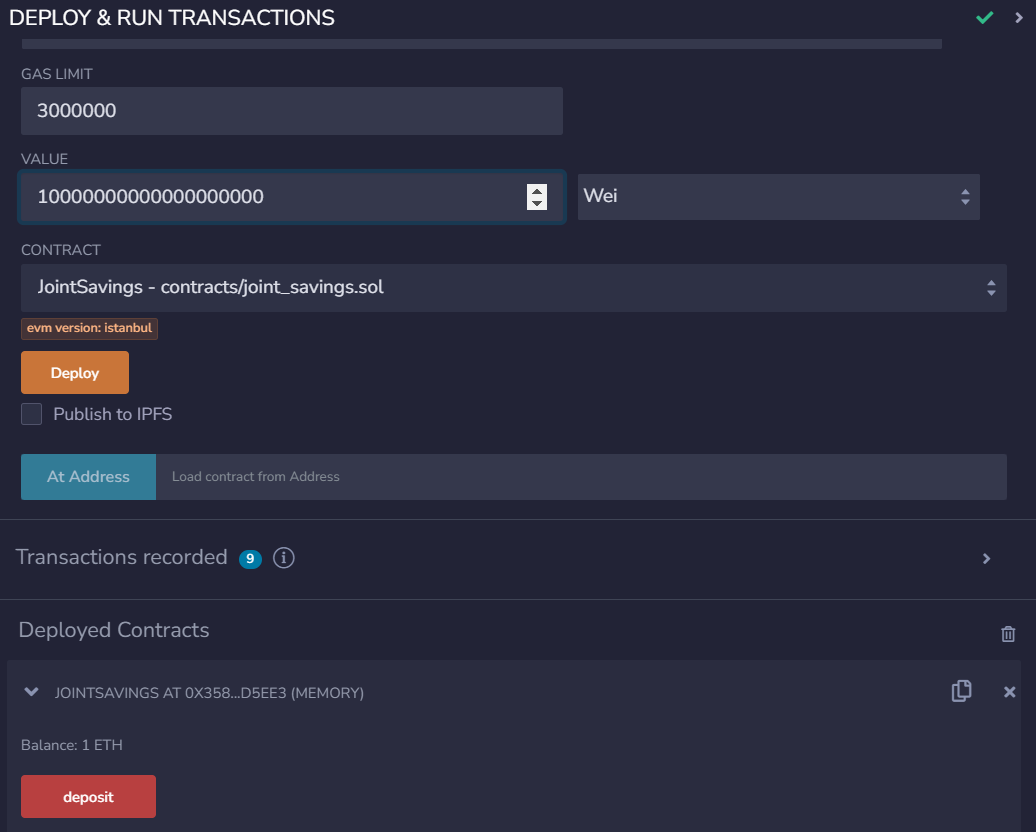 DEPLOY & RUN TRANSACTIONS
GAS LIMIT
3000000
VALUE
10000000000000000000
Wei
CONTRACT
JointSavings - contracts/joint_savings.sol
evm version: istanbul
Deploy
Publish to IPFS
At Address
Load contract from Address
Transactions recorded 9 i
Deployed Contracts
JOINTSAVINGS AT 0X358...D5EE3 (MEMORY)
Balance: 1 ETH
deposit